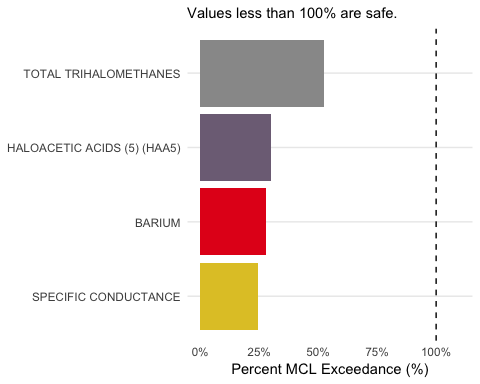 Values less than 100% are safe.
TOTAL TRIHALOMETHANES
HALOACETIC ACIDS (5) (HAA5)
BARIUM
SPECIFIC CONDUCTANCE
0% 25% 50% 75% 100%
Percent MCL Exceedance (%)